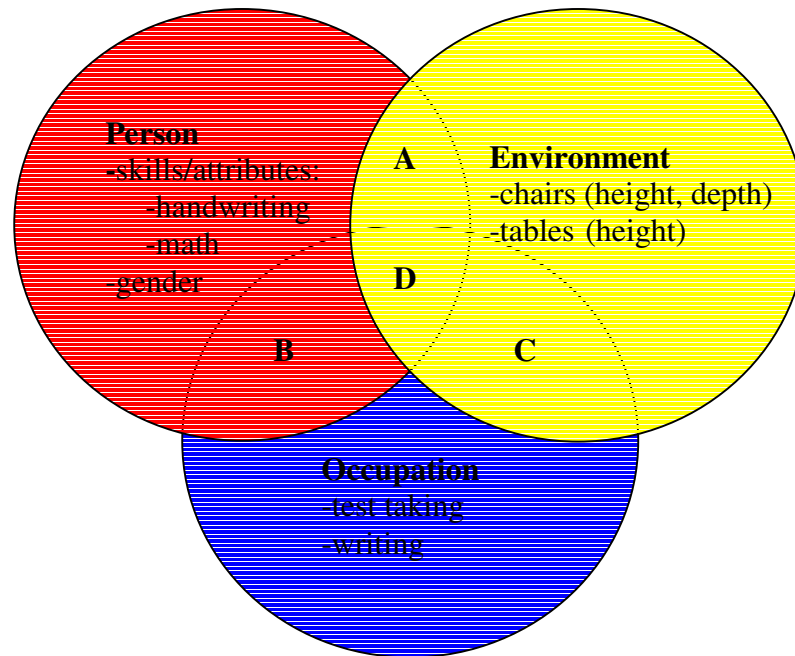 Person
-skills/attributes:
-handwriting
-math
-gender
A
Environment
-chairs (height, depth)
-tables (height)
D
B
C
Occupation
-test taking
-writing